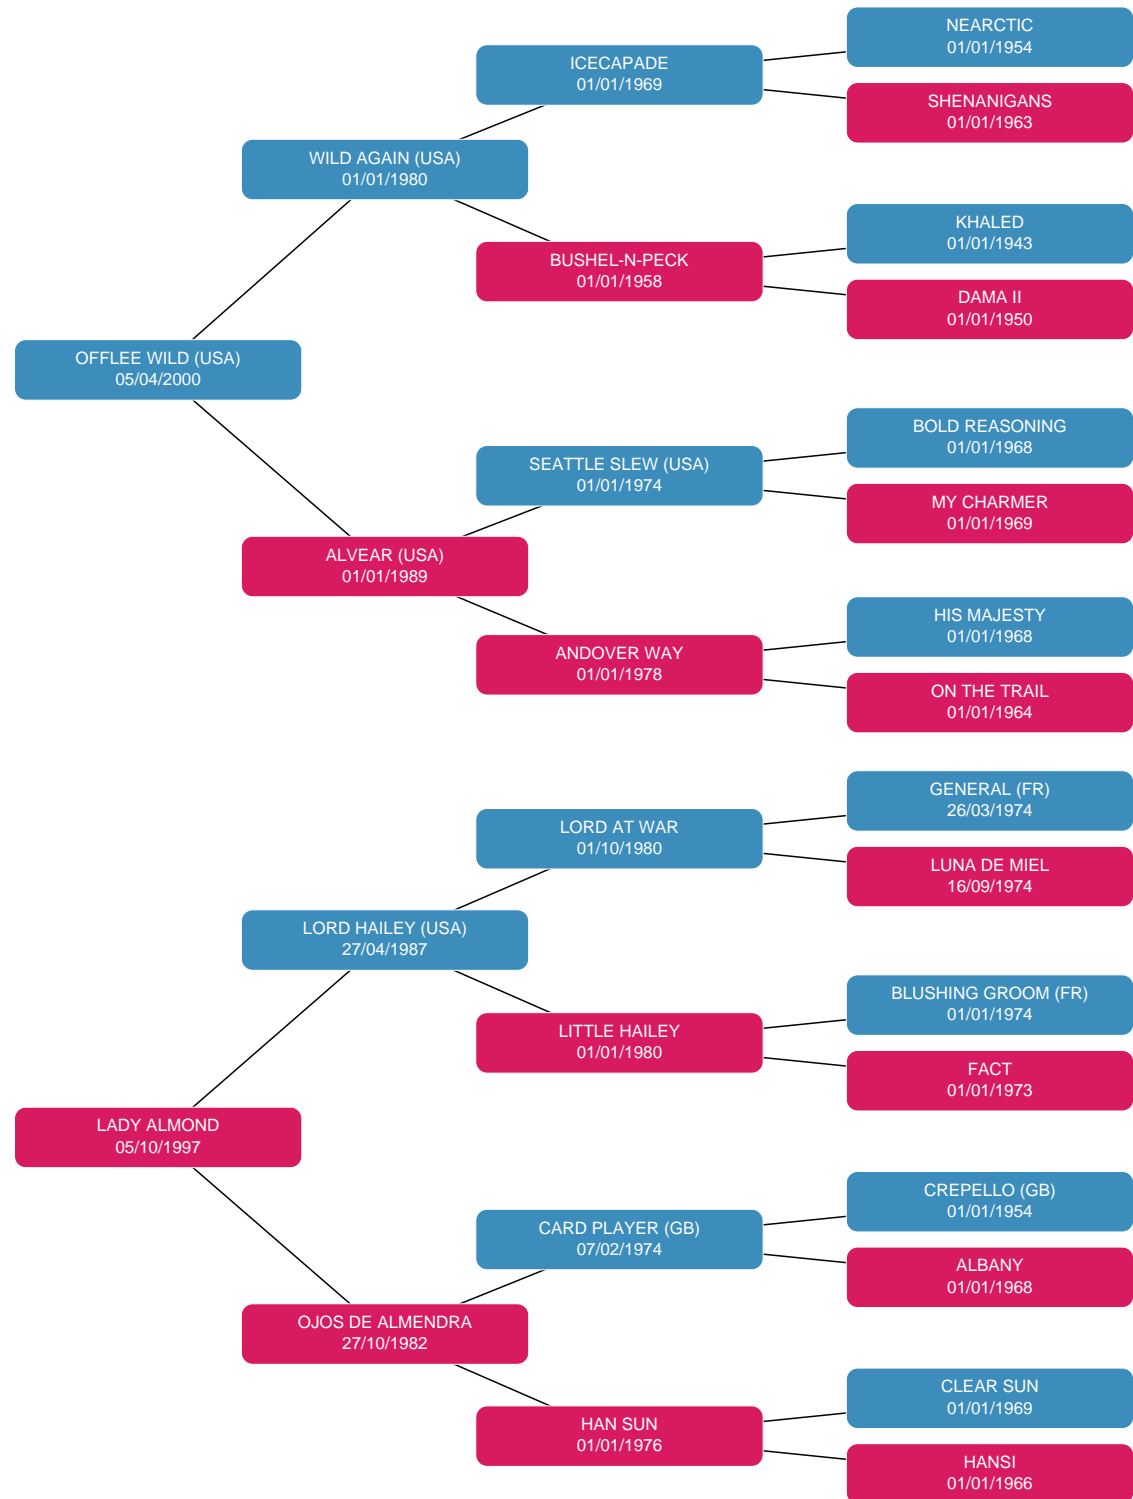 NEARCTIC
01/01/1954
ICECAPADE
01/01/1969
SHENANIGANS
01/01/1963
WILD AGAIN (USA)
01/01/1980
KHALED
01/01/1943
BUSHEL-N-PECK
01/01/1958
DAMA II
01/01/1950
OFFLEE WILD (USA)
05/04/2000
BOLD REASONING
01/01/1968
SEATTLE SLEW (USA)
01/01/1974
MY CHARMER
01/01/1969
ALVEAR (USA)
01/01/1989
HIS MAJESTY
01/01/1968
ANDOVER WAY
01/01/1978
ON THE TRAIL
01/01/1964
GENERAL (FR)
26/03/1974
LORD AT WAR
01/10/1980
LUNA DE MIEL
16/09/1974
LORD HAILEY (USA)
27/04/1987
BLUSHING GROOM (FR)
01/01/1974
LITTLE HAILEY
01/01/1980
FACT
01/01/1973
LADY ALMOND
05/10/1997
CREPELLO (GB)
01/01/1954
CARD PLAYER (GB)
07/02/1974
ALBANY
01/01/1968
OJOS DE ALMENDRA
27/10/1982
CLEAR SUN
01/01/1969
HAN SUN
01/01/1976
HANSI
01/01/1966